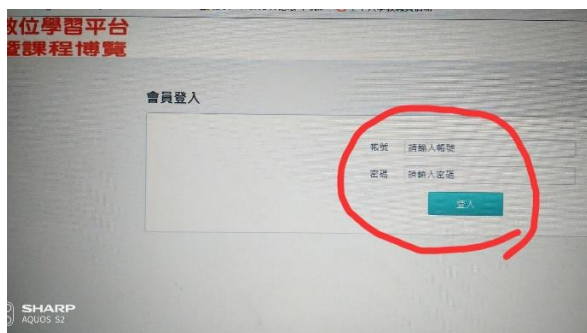 數位學習平台
暨課程博覽
會員登入
帳號 請輸入帳號
密碼 請輸入密碼
登入
SHARP
AQUOS S2